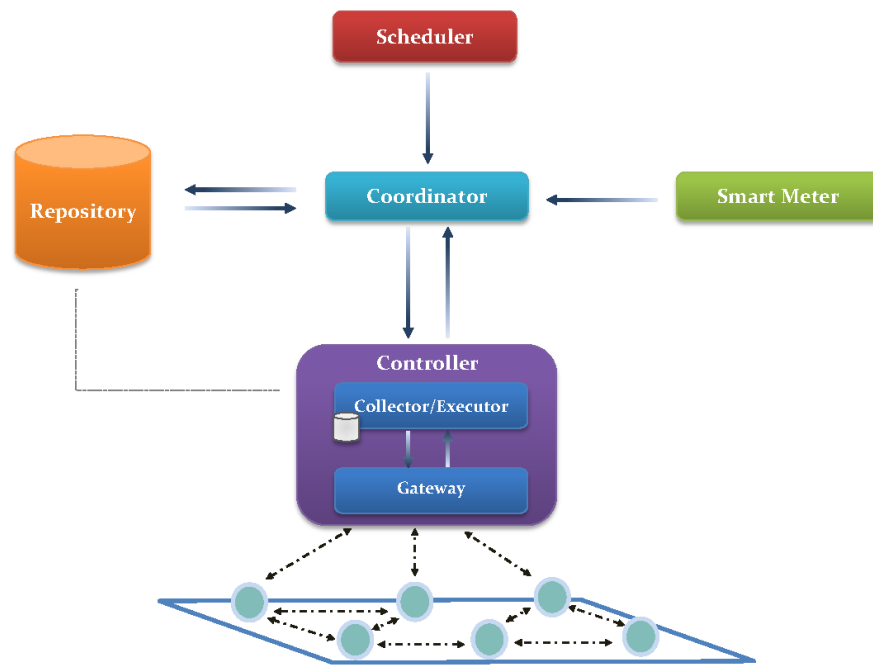 Scheduler
Repository
Coordinator
Smart Meter
Controller
Collector/Executor
Gateway